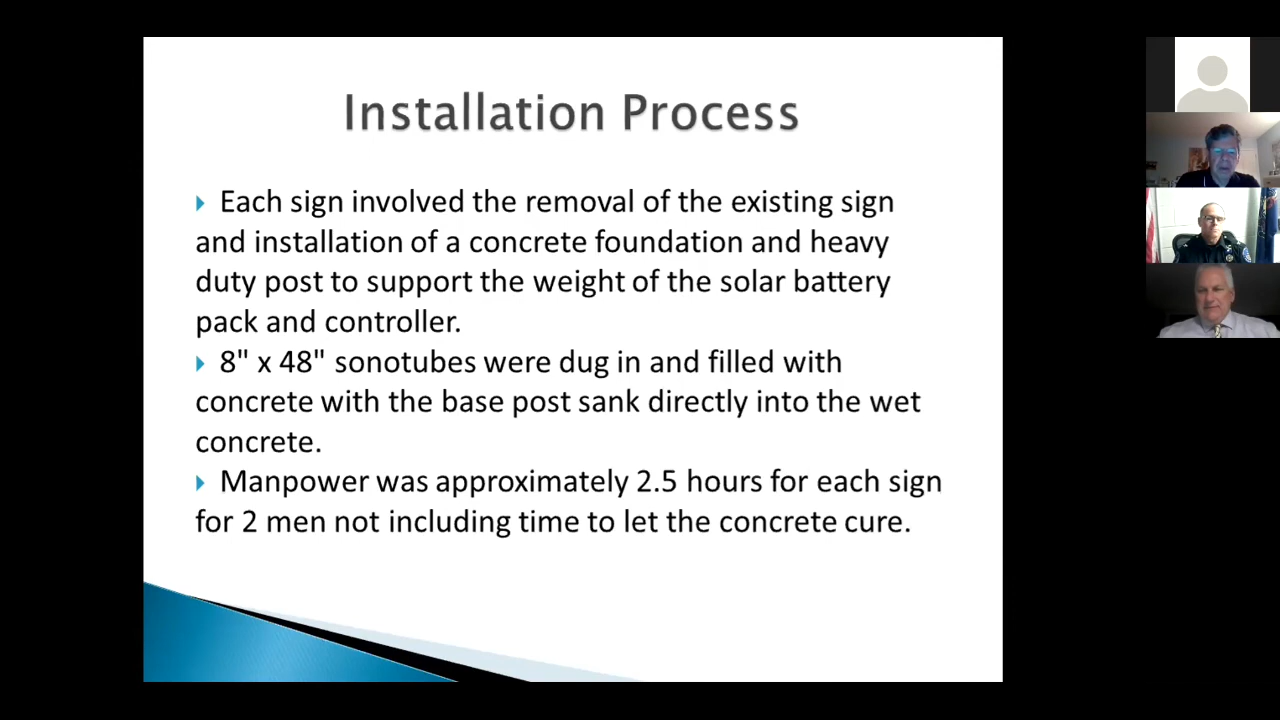 Installation Process
Each sign involved the removal of the existing sign
and installation of a concrete foundation and heavy
duty post to support the weight of the solar battery
pack and controller.
8" x 48" sonotubes were dug in and filled with
concrete with the base post sank directly into the wet
concrete.
Manpower was approximately 2.5 hours for each sign
for 2 men not including time to let the concrete cure.